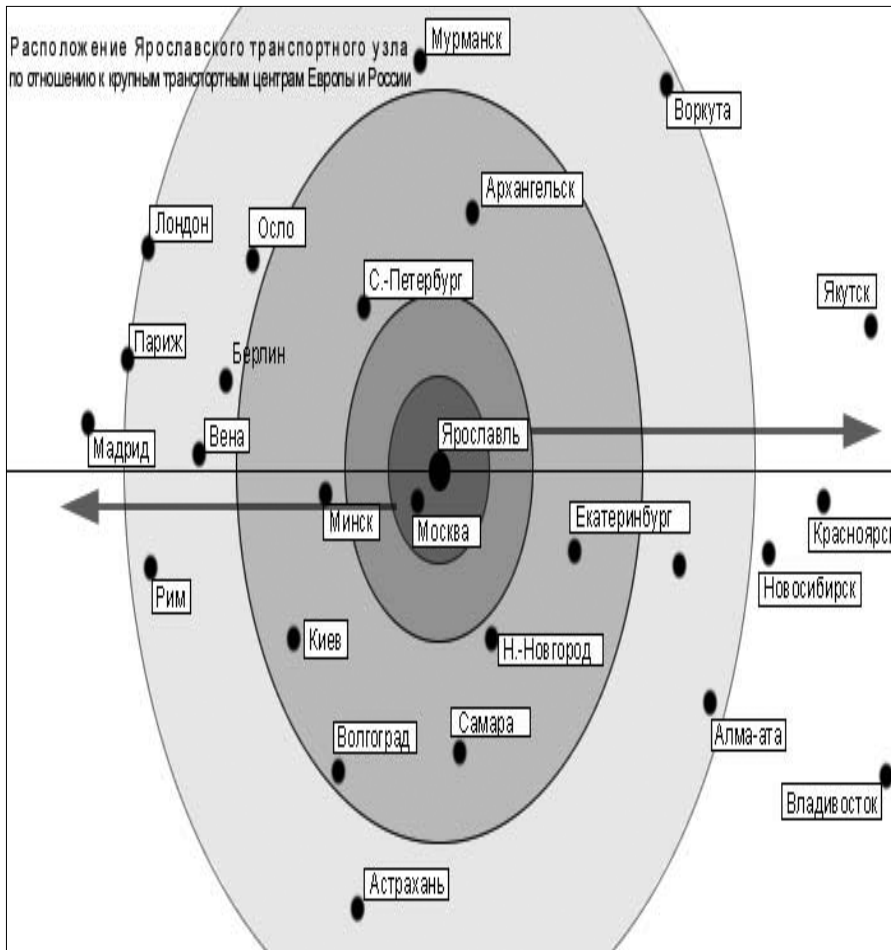 Расположение Ярославского транспортного узла
по отношению к крупным транспортным центрам Европы и России
Мурманск
Воркута
Архангельск
Лондон
Осло
С.-Петербург
Якутск
Париж
Берлин
Ярославль
Мадрид
Вена
Минск
Москва
Екатеринбург
Красноярск
Новосибирск
Рим
Киев
Н.-Новгород
Волгоград
Самара
Алма-ата
Владивосток
Астрахань